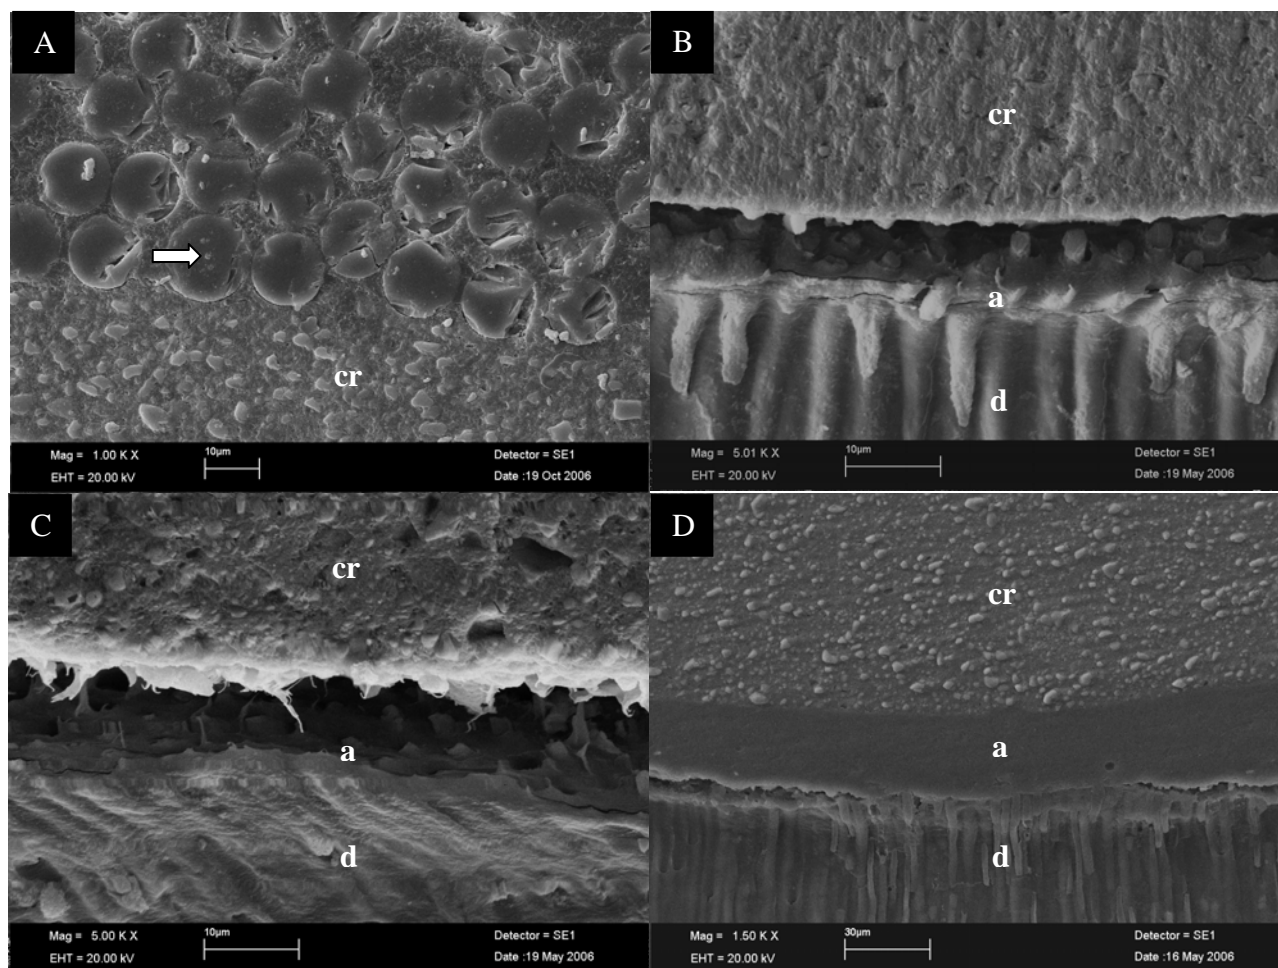 A
cr
10µm
Mag = 1.00 K X
EHT = 20.00 kV
Detector = SE1
Date :19 Oct 2006
B
cr
a
d
10µm
Mag = 5.01 K X
EHT = 20.00 kV
Detector = SE1
Date :19 May 2006
C
cr
a
d
10µm
Mag = 5.00 K X
EHT = 20.00 kV
Detector = SE1
Date :19 May 2006
D
cr
a
d
30µm
Mag = 1.50 K X
EHT = 20.00 kV
Detector = SE1
Date :16 May 2006